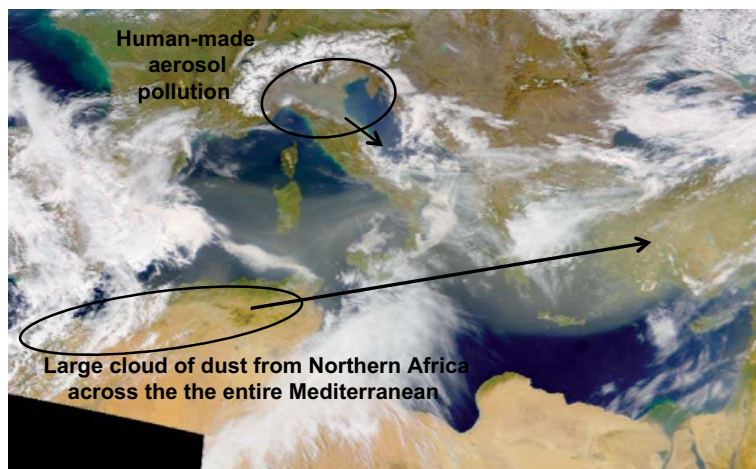 Human-made
aerosol
pollution
Large cloud of dust from Northern Africa
across the the entire Mediterranean